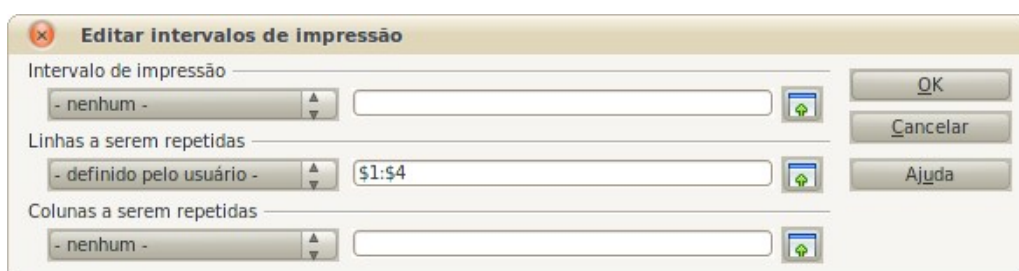 Editar intervalos de impressão
Intervalo de impressão
- nenhum -
OK
Cancelar
Linhas a serem repetidas
- definido pelo usuário - $1:$4
Ajuda
Colunas a serem repetidas
- nenhum -